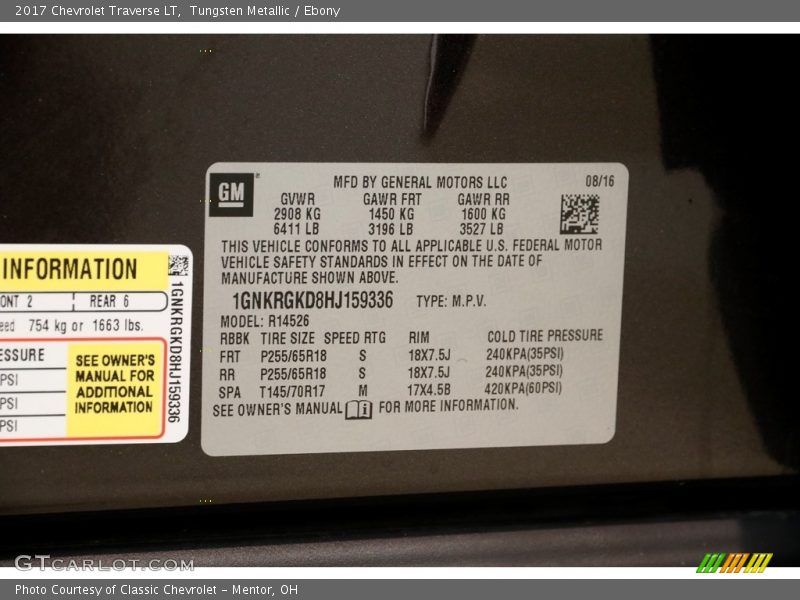 2017 Chevrolet Traverse LT, Tungsten Metallic / Ebony
GM
MFD BY GENERAL MOTORS LLC 08/16
GVWR GAWR FRT GAWR RR
2908 KG 1450 KG 1600 KG
6411 LB 3196 LB 3527 LB
THIS VEHICLE CONFORMS TO ALL APPLICABLE U.S. FEDERAL MOTOR
VEHICLE SAFETY STANDARDS IN EFFECT ON THE DATE OF
MANUFACTURE SHOWN ABOVE.
1GNKRGKD8HJ159336 TYPE: M.P.V.
MODEL: R14526
RBBK TIRE SIZE SPEED RTG RIM COLD TIRE PRESSURE
FRT P255/65R18 S 18X7.5J 240KPA(35PSI)
RR P255/65R18 S 18X7.5J 240KPA(35PSI)
SPA T145/70R17 M 17X4.5B 420KPA(60PSI)
SEE OWNER'S MANUAL FOR MORE INFORMATION.
INFORMATION
ONT 2 REAR 6
eed 754 kg or 1663 lbs.
ESSURE
PSI
PSI
PSI
SEE OWNER'S
MANUAL FOR
ADDITIONAL
INFORMATION
1GNKRGKD8HJ159336
GTCARLOT.COM
Photo Courtesy of Classic Chevrolet - Mentor, OH